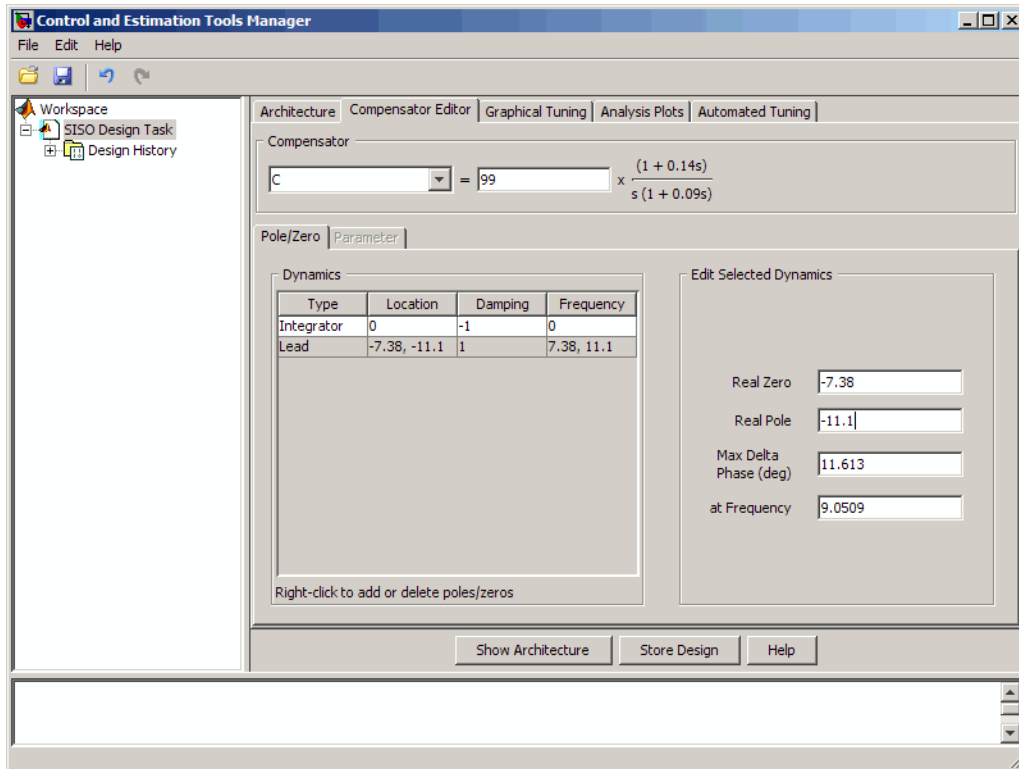 Control and Estimation Tools Manager
File Edit Help
Workspace
SISO Design Task
Design History
Architecture Compensator Editor Graphical Tuning Analysis Plots Automated Tuning
Compensator
C = 99 x (1 + 0.14s)
s (1 + 0.09s)
Pole/Zero Parameter
Dynamics
Type Location Damping Frequency
Integrator 0 -1 0
Lead -7.38, -11.1 1 7.38, 11.1
Right-click to add or delete poles/zeros
Edit Selected Dynamics
Real Zero -7.38
Real Pole -11.1
Max Delta
Phase (deg) 11.613
at Frequency 9.0509
Show Architecture Store Design Help